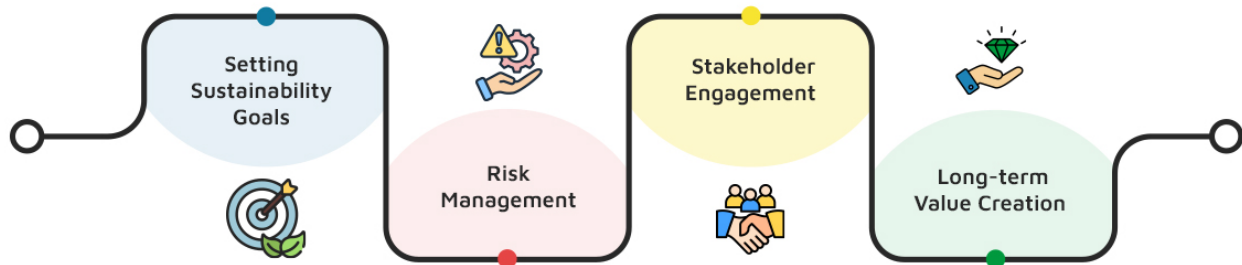 Setting
Sustainability
Goals
Risk
Management
Stakeholder
Engagement
Long-term
Value Creation